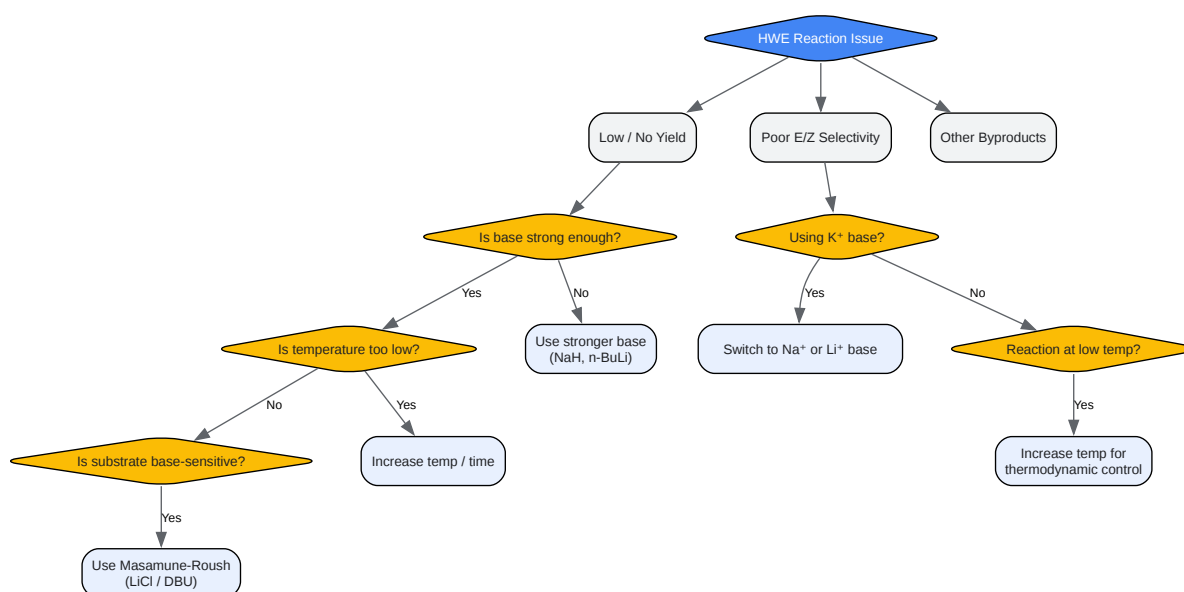 HWE Reaction Issue
Low / No Yield
Poor E/Z Selectivity
Other Byproducts
Is base strong enough?
Using K⁺ base?
Yes
No
Yes
No
Is temperature too low?
Use stronger base
(NaH, n-BuLi)
Switch to Na⁺ or Li⁺ base
Reaction at low temp?
No
Yes
Yes
Is substrate base-sensitive?
Increase temp / time
Increase temp for
thermodynamic control
Yes
Use Masamune-Roush
(LiCl / DBU)